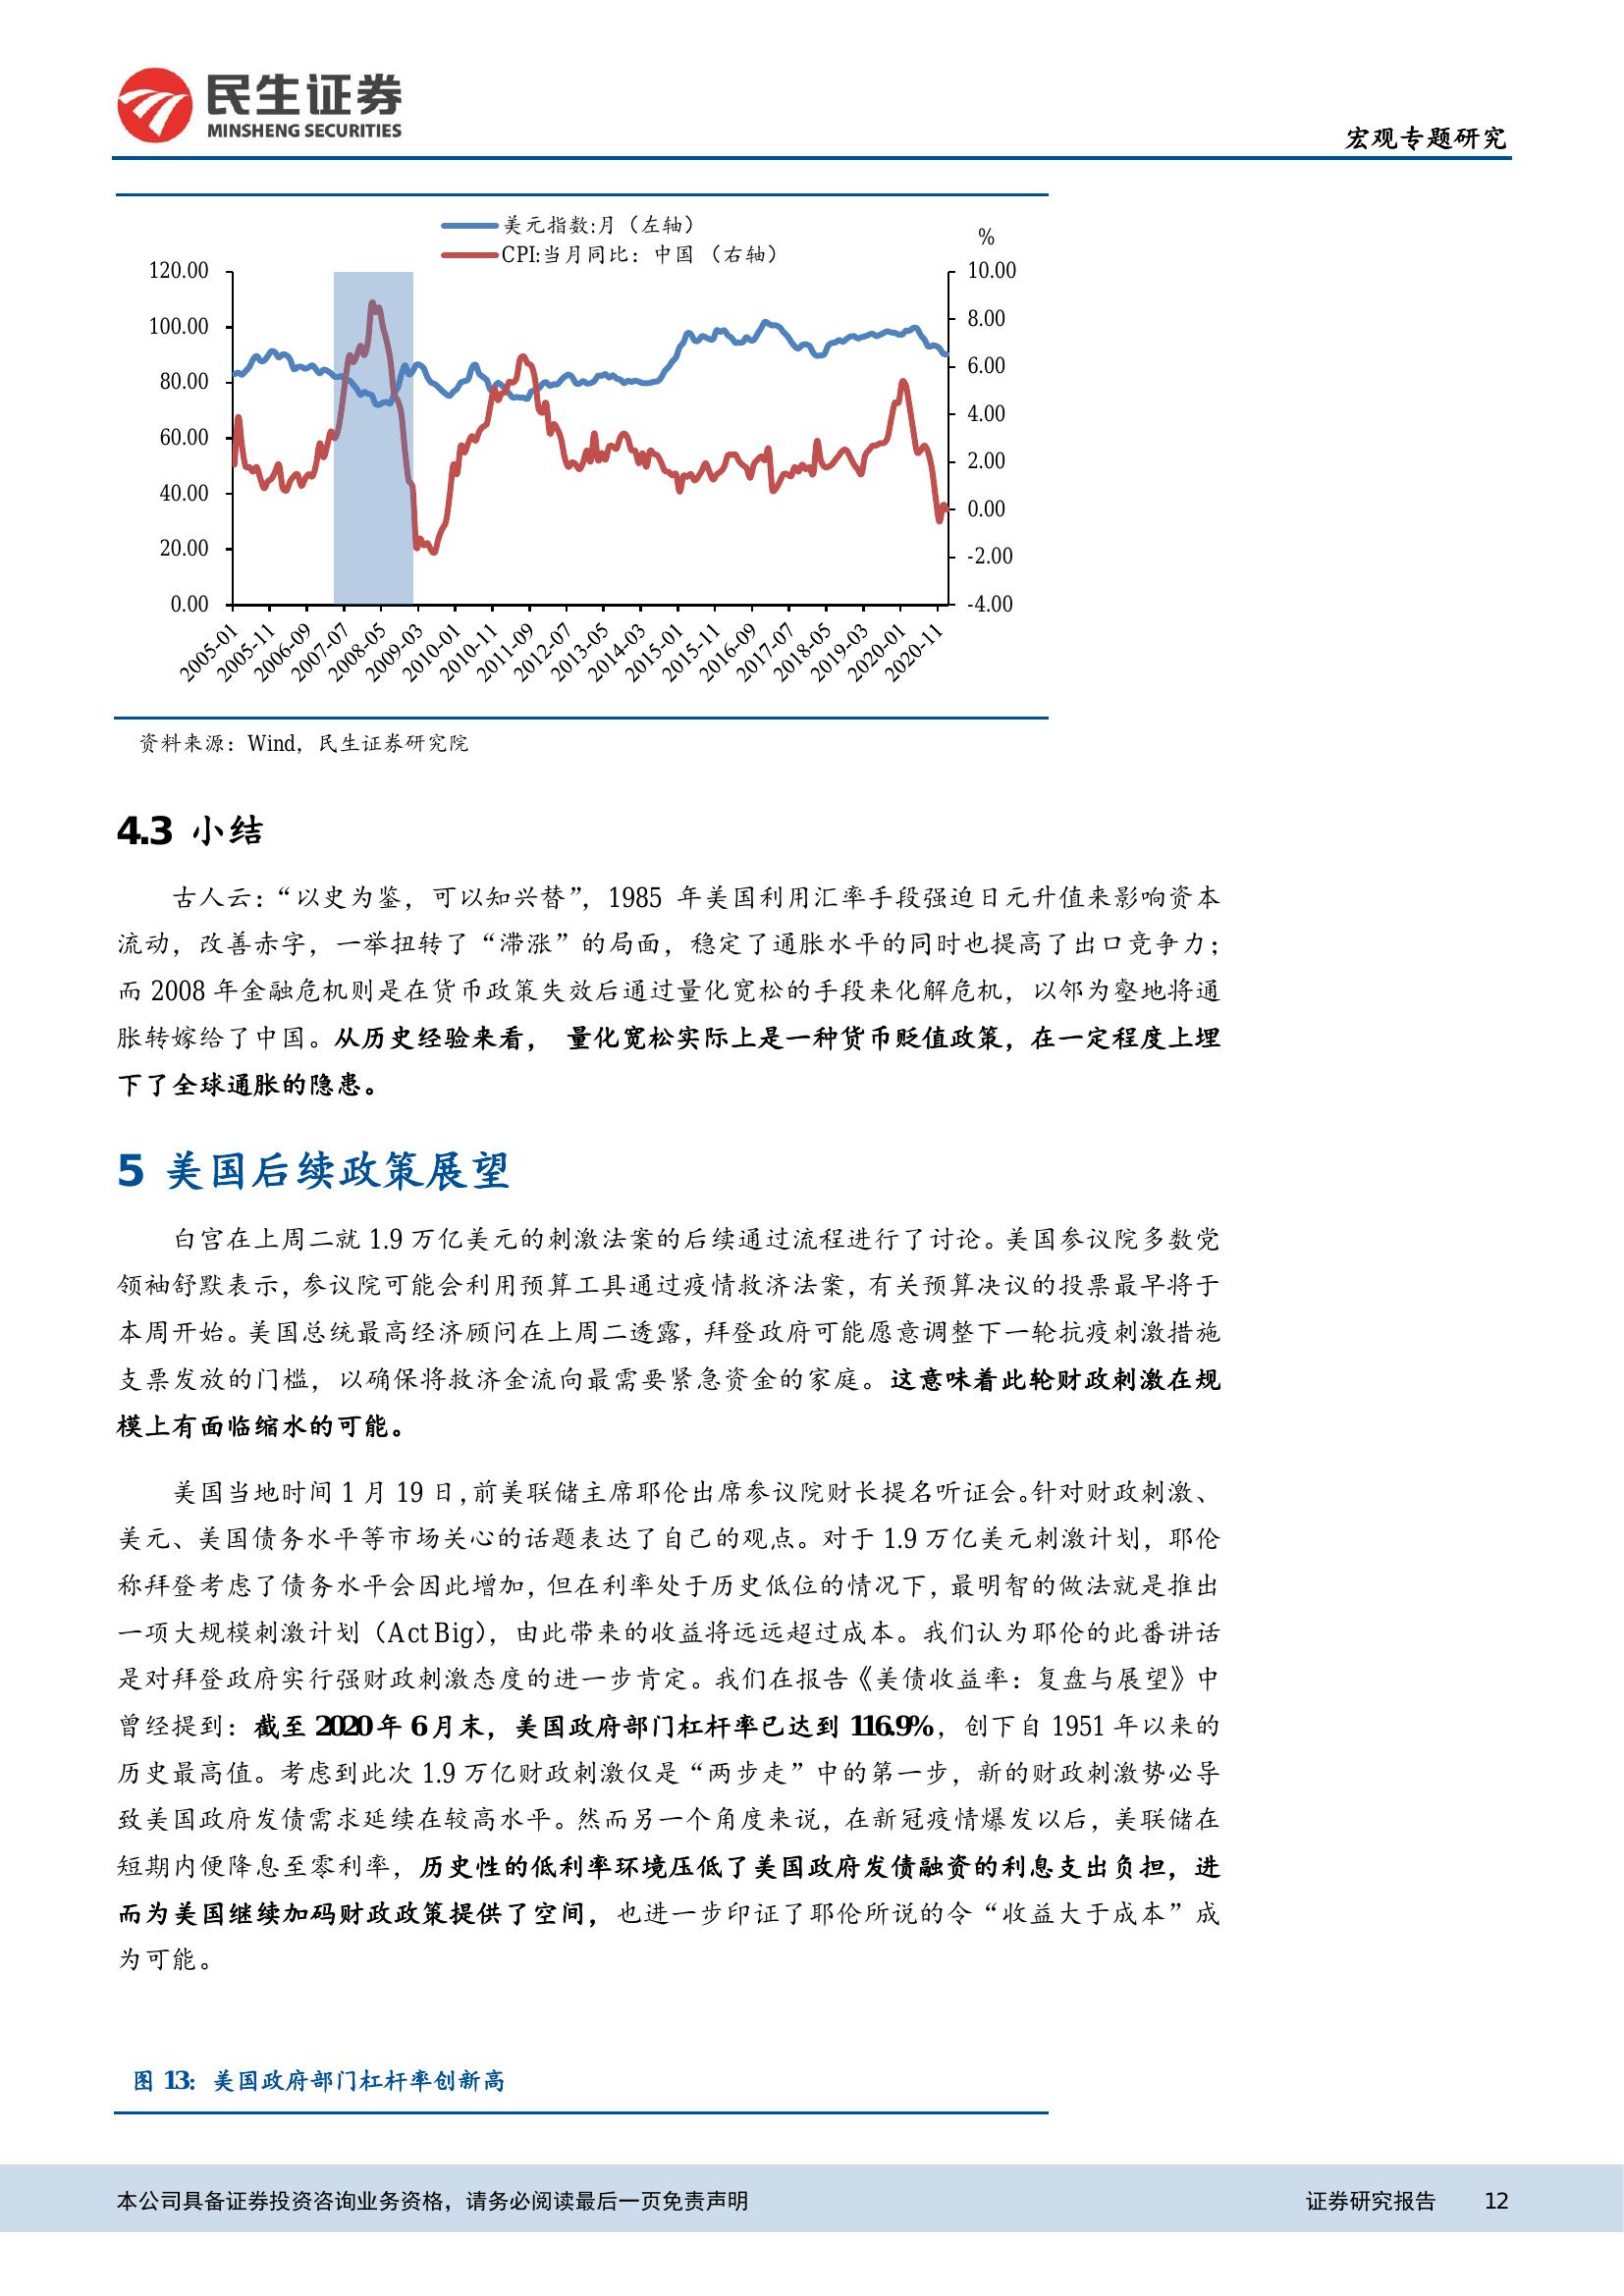 民生证券
MINSHENG SECURITIES
宏观专题研究
美元指数:月（左轴）
CPI:当月同比：中国（右轴）
%
120.00
100.00
80.00
60.00
40.00
20.00
0.00
10.00
8.00
6.00
4.00
2.00
0.00
-2.00
-4.00
2005-01
2005-11
2006-09
2007-07
2008-05
2009-03
2010-01
2010-11
2011-09
2012-07
2013-05
2014-03
2015-01
2015-11
2016-09
2017-07
2018-05
2019-03
2020-01
2020-11
资料来源：Wind，民生证券研究院
4.3 小结
古人云：“以史为鉴，可以知兴替”，1985 年美国利用汇率手段强迫日元升值来影响资本
流动，改善赤字，一举扭转了“滞涨”的局面，稳定了通胀水平的同时也提高了出口竞争力；
而 2008 年金融危机则是在货币政策失效后通过量化宽松的手段来化解危机，以邻为壑地将通
胀转嫁给了中国。从历史经验来看， 量化宽松实际上是一种货币贬值政策，在一定程度上埋
下了全球通胀的隐患。
5 美国后续政策展望
白宫在上周二就 1.9 万亿美元的刺激法案的后续通过流程进行了讨论。美国参议院多数党
领袖舒默表示，参议院可能会利用预算工具通过疫情救济法案，有关预算决议的投票最早将于
本周开始。美国总统最高经济顾问在上周二透露，拜登政府可能愿意调整下一轮抗疫刺激措施
支票发放的门槛，以确保将救济金流向最需要紧急资金的家庭。这意味着此轮财政刺激在规
模上有面临缩水的可能。
美国当地时间 1 月 19 日，前美联储主席耶伦出席参议院财长提名听证会。针对财政刺激、
美元、美国债务水平等市场关心的话题表达了自己的观点。对于 1.9 万亿美元刺激计划，耶伦
称拜登考虑了债务水平会因此增加，但在利率处于历史低位的情况下，最明智的做法就是推出
一项大规模刺激计划（Act Big），由此带来的收益将远远超过成本。我们认为耶伦的此番讲话
是对拜登政府实行强财政刺激态度的进一步肯定。我们在报告《美债收益率：复盘与展望》中
曾经提到：截至 2020 年 6 月末，美国政府部门杠杆率已达到 116.9%，创下自 1951 年以来的
历史最高值。考虑到此次 1.9 万亿财政刺激仅是“两步走”中的第一步，新的财政刺激势必导
致美国政府发债需求延续在较高水平。然而另一个角度来说，在新冠疫情爆发以后，美联储在
短期内便降息至零利率，历史性的低利率环境压低了美国政府发债融资的利息支出负担，进
而为美国继续加码财政政策提供了空间，也进一步印证了耶伦所说的令“收益大于成本”成
为可能。
图 13：美国政府部门杠杆率创新高
本公司具备证券投资咨询业务资格，请务必阅读最后一页免责声明
证券研究报告 12